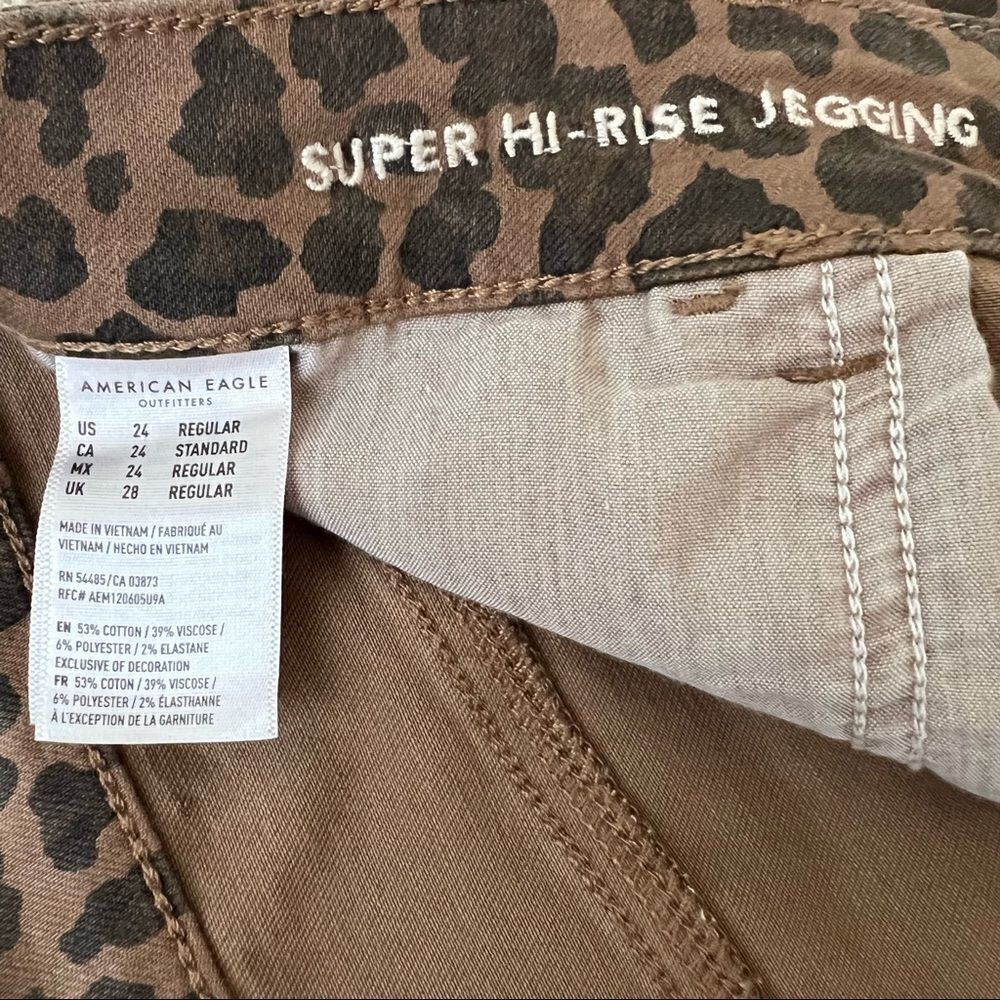 SUPER HI-RISE JEGGING
AMERICAN EAGLE
OUTFITTERS
US 24 REGULAR
CA 24 STANDARD
MX 24 REGULAR
UK 28 REGULAR
MADE IN VIETNAM / FABRIQUÉ AU
VIETNAM / HECHO EN VIETNAM
RN 54485/CA 03873
RFC# AEM120605U9A
EN 53% COTTON / 39% VISCOSE /
6% POLYESTER / 2% ELASTANE
EXCLUSIVE OF DECORATION
FR 53% COTON / 39% VISCOSE /
6% POLYESTER / 2% ÉLASTHANNE
À L'EXCEPTION DE LA GARNITURE